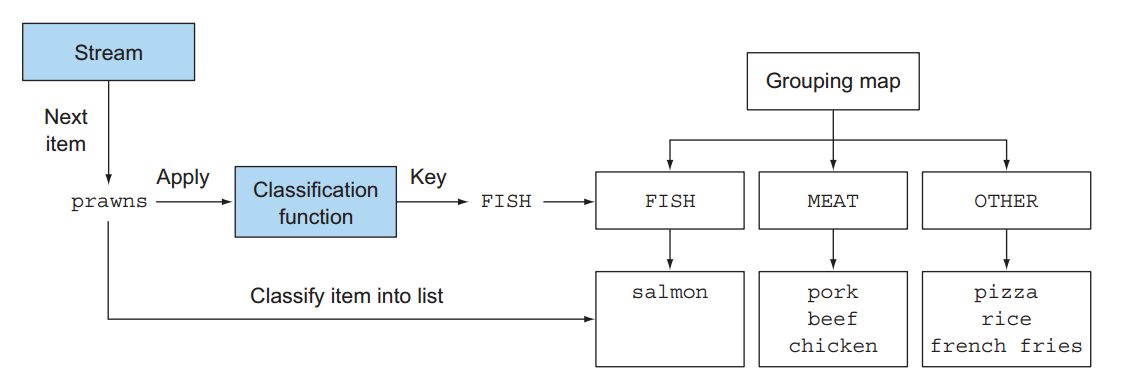 Stream
Grouping map
Next
item
Apply
Classification
function
Key
prawns
FISH
FISH
MEAT
OTHER
Classify item into list
salmon
pork
beef
chicken
pizza
rice
french fries